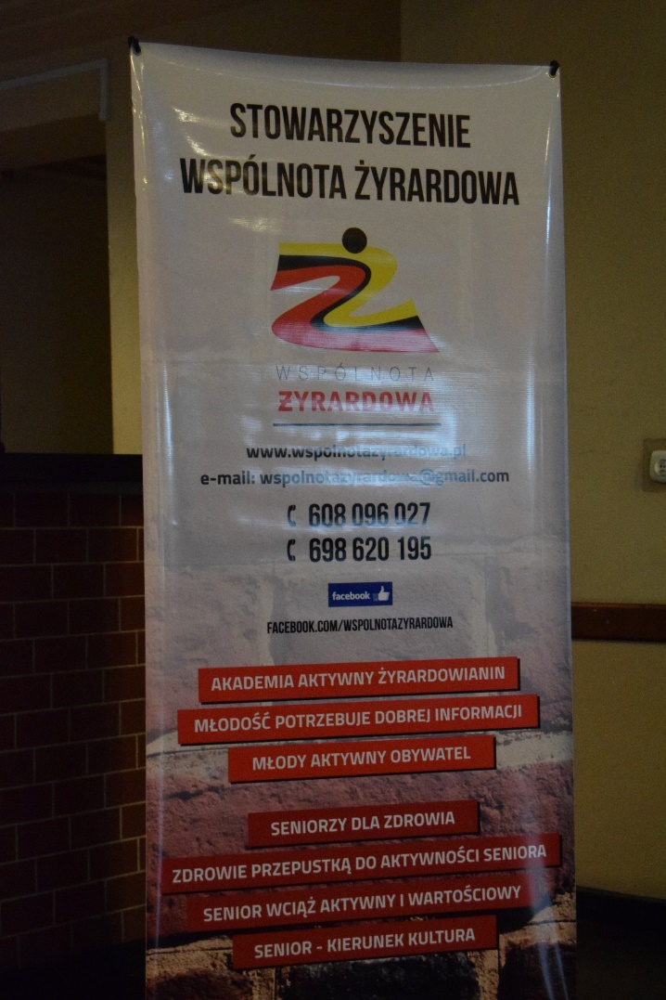 STOWARZYSZENIE
WSPÓLNOTA ŻYRARDOWA
WSPÓLNOTA
ŻYRARDOWA
www.wspolnotazyrardowa.pl
e-mail: wspolnotazyrardowa@gmail.com
608 096 027
698 620 195
facebook
FACEBOOK.COM/WSPOLNOTAZYRARDOWA
AKADEMIA AKTYWNY ŻYRARDOWIANIN
MŁODOŚĆ POTRZEBUJE DOBREJ INFORMACJI
MŁODY AKTYWNY OBYWATEL
SENIORZY DLA ZDROWIA
ZDROWIE PRZEPUSTKĄ DO AKTYWNOŚCI SENIORA
SENIOR WCIĄŻ AKTYWNY I WARTOŚCIOWY
SENIOR - KIERUNEK KULTURA